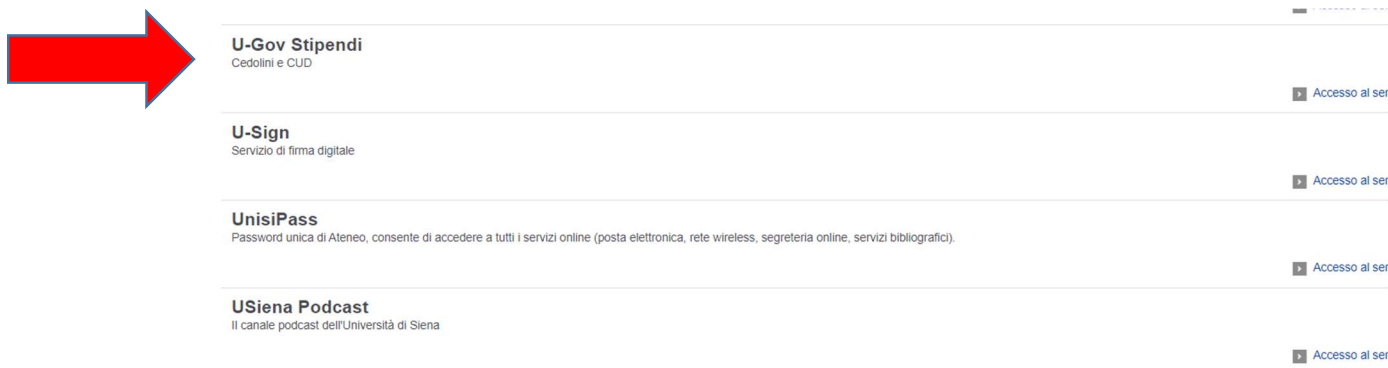 U-Gov Stipendi
Cedolini e CUD
Accesso al ser
U-Sign
Servizio di firma digitale
Accesso al ser
UnisiPass
Password unica di Ateneo, consente di accedere a tutti i servizi online (posta elettronica, rete wireless, segreteria online, servizi bibliografici).
Accesso al ser
USiena Podcast
Il canale podcast dell'Università di Siena
Accesso al ser